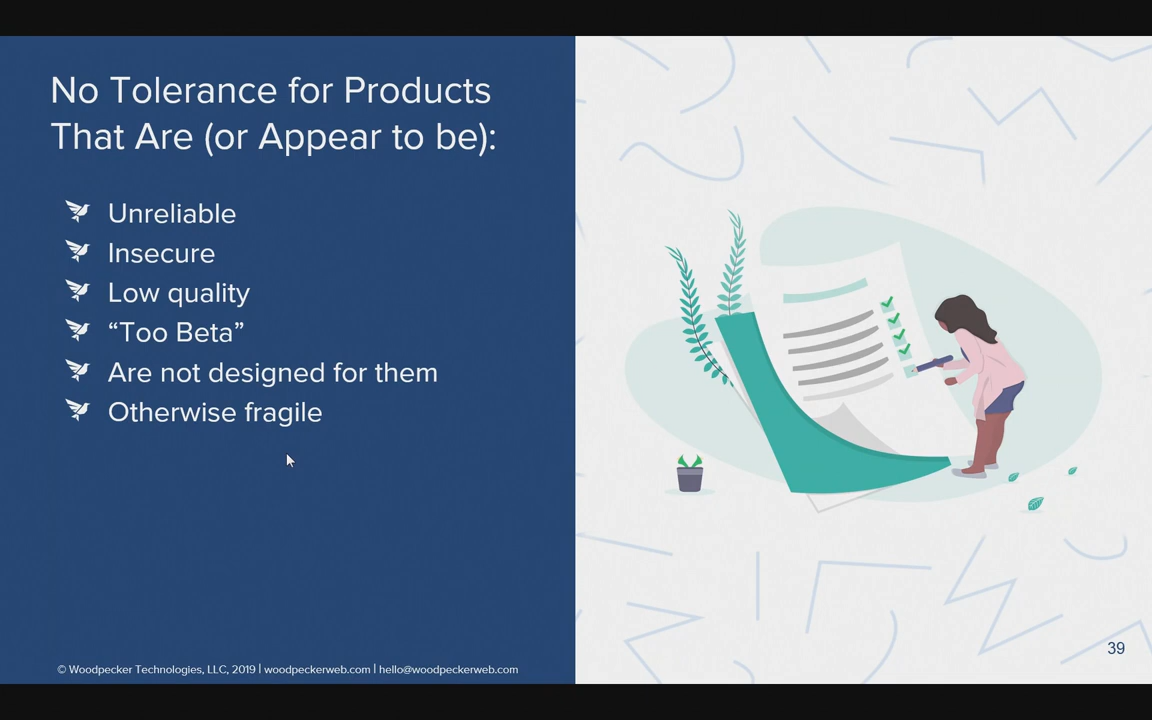 No Tolerance for Products
That Are (or Appear to be):
Unreliable
Insecure
Low quality
“Too Beta”
Are not designed for them
Otherwise fragile
© Woodpecker Technologies, LLC, 2019 | woodpeckerweb.com | hello@woodpeckerweb.com
39